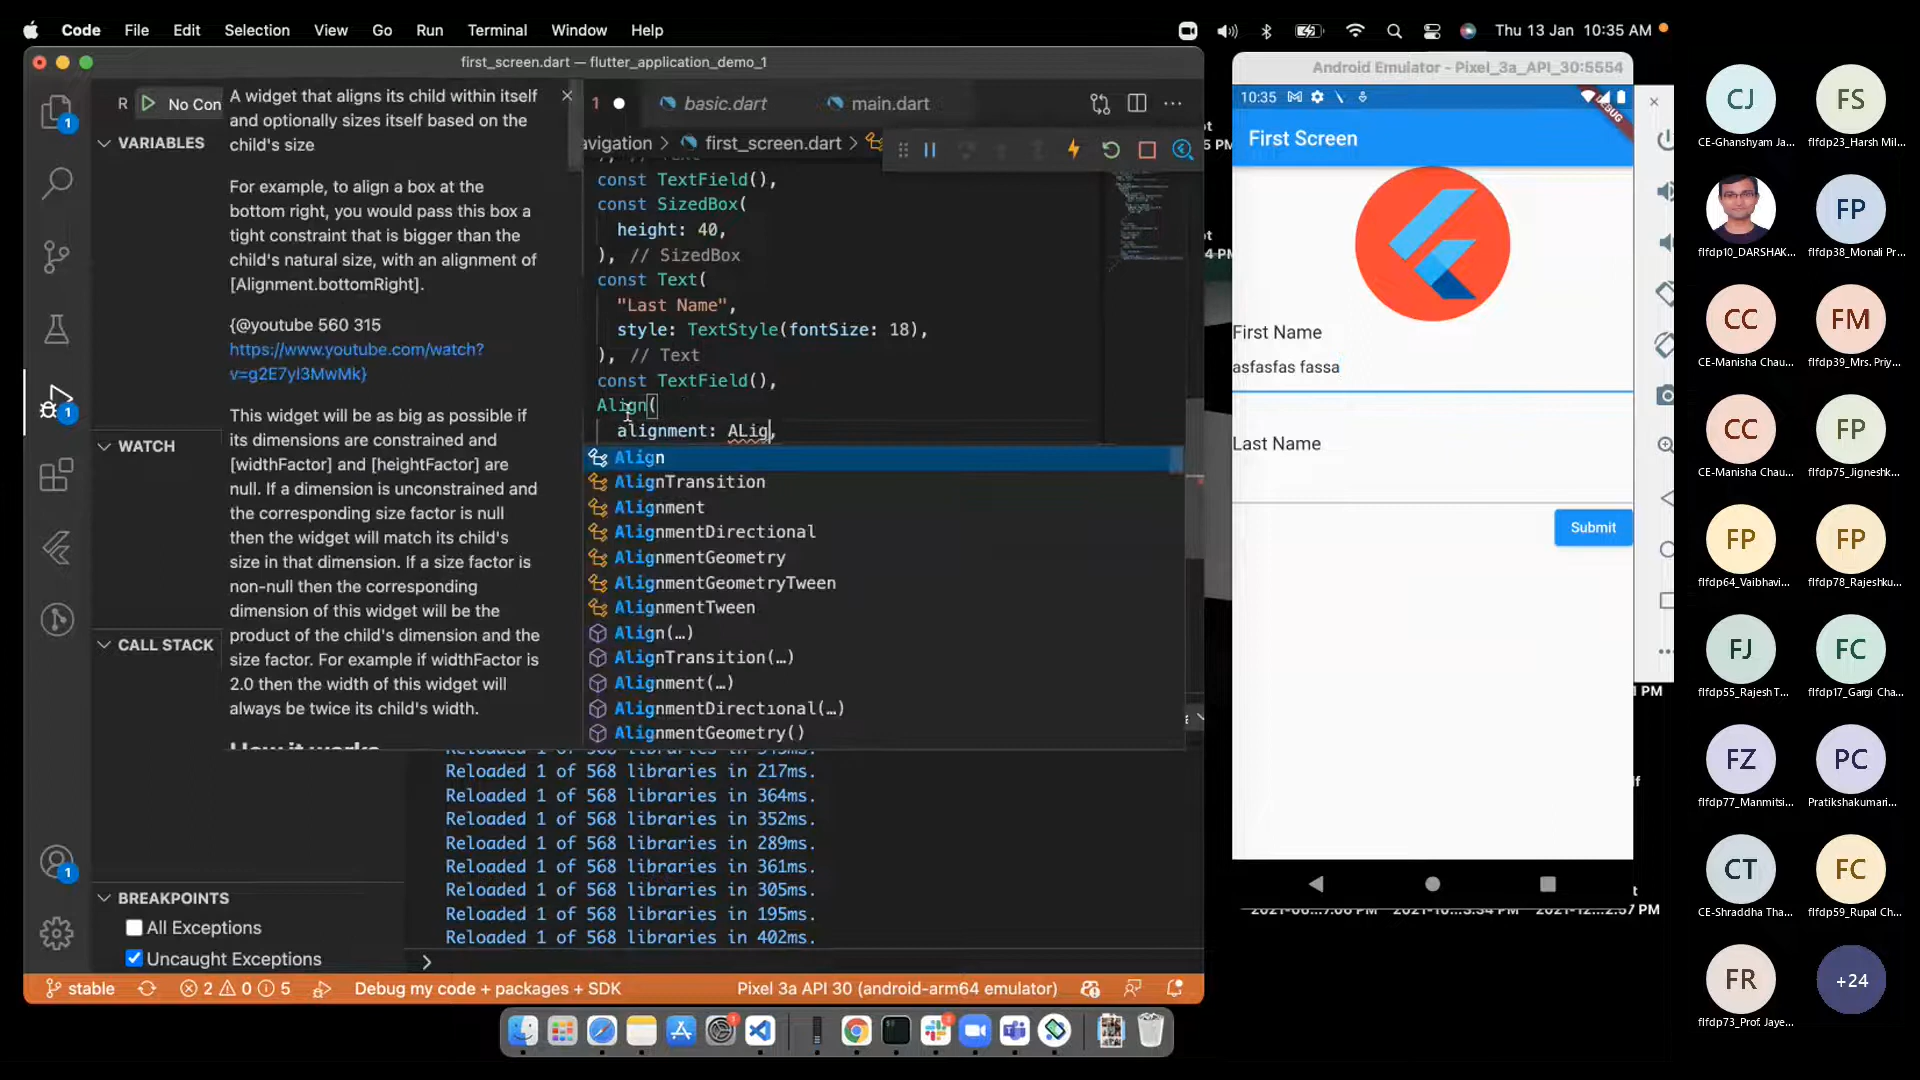 Code File Edit Selection View Go Run Terminal Window Help
Thu 13 Jan 10:35 AM
first_screen.dart — flutter_application_demo_1
R No Con
VARIABLES
WATCH
CALL STACK
BREAKPOINTS
All Exceptions
Uncaught Exceptions
1
1
1
A widget that aligns its child within itself
and optionally sizes itself based on the
child's size
For example, to align a box at the
bottom right, you would pass this box a
tight constraint that is bigger than the
child's natural size, with an alignment of
[Alignment.bottomRight].
{@youtube 560 315
https://www.youtube.com/watch?
v=g2E7yI3MwMk}
This widget will be as big as possible if
its dimensions are constrained and
[widthFactor] and [heightFactor] are
null. If a dimension is unconstrained and
the corresponding size factor is null
then the widget will match its child's
size in that dimension. If a size factor is
non-null then the corresponding
dimension of this widget will be the
product of the child's dimension and the
size factor. For example if widthFactor is
2.0 then the width of this widget will
always be twice its child's width.
How it works
1 basic.dart main.dart
avigation > first_screen.dart >
), // Text
const TextField(),
const SizedBox(
height: 40,
), // SizedBox
const Text(
"Last Name",
style: TextStyle(fontSize: 18),
), // Text
const TextField(),
Align(
alignment: ALig,
Align
AlignTransition
Alignment
AlignmentDirectional
AlignmentGeometry
AlignmentGeometryTween
AlignmentTween
Align(…)
AlignTransition(…)
Alignment(…)
AlignmentDirectional(…)
AlignmentGeometry()
Reloaded 1 of 568 libraries in 217ms.
Reloaded 1 of 568 libraries in 364ms.
Reloaded 1 of 568 libraries in 352ms.
Reloaded 1 of 568 libraries in 289ms.
Reloaded 1 of 568 libraries in 361ms.
Reloaded 1 of 568 libraries in 305ms.
Reloaded 1 of 568 libraries in 195ms.
Reloaded 1 of 568 libraries in 402ms.
stable 2 0 5 Debug my code + packages + SDK Pixel 3a API 30 (android-arm64 emulator)
Android Emulator - Pixel_3a_API_30:5554
10:35
DEBUG
First Screen
First Name
asfasfas fassa
Last Name
Submit
CJ FS
CE-Ghanshyam Ja... flfdp23_Harsh Mil...
FP
flfdp10_DARSHAK... flfdp38_Monali Pr...
CC FM
CE-Manisha Chau... flfdp39_Mrs. Priy...
CC FP
CE-Manisha Chau... flfdp75_Jigneshk...
FP FP
flfdp64_Vaibhavi... flfdp78_Rajeshku...
FJ FC
flfdp55_Rajesh T... flfdp17_Gargi Cha...
FZ PC
flfdp77_Manmitsi... Pratikshakumari...
CT FC
CE-Shraddha Tha... flfdp59_Rupal Ch...
FR +24
flfdp73_Prof. Jaye...